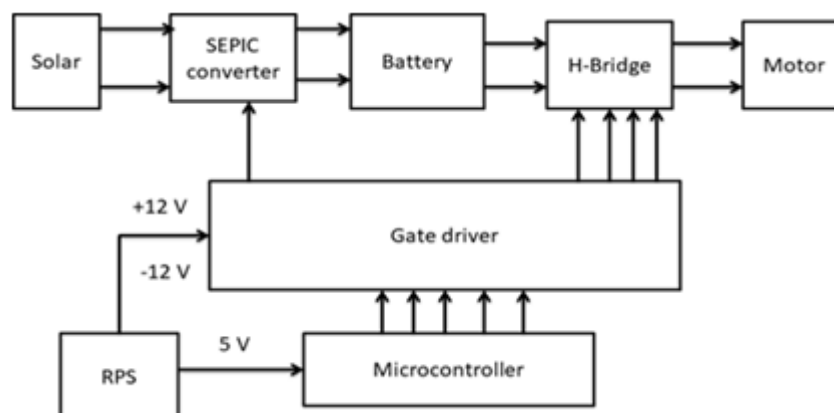 Solar
SEPIC
converter
Battery
H-Bridge
Motor
+12 V
Gate driver
-12 V
5 V
RPS
Microcontroller